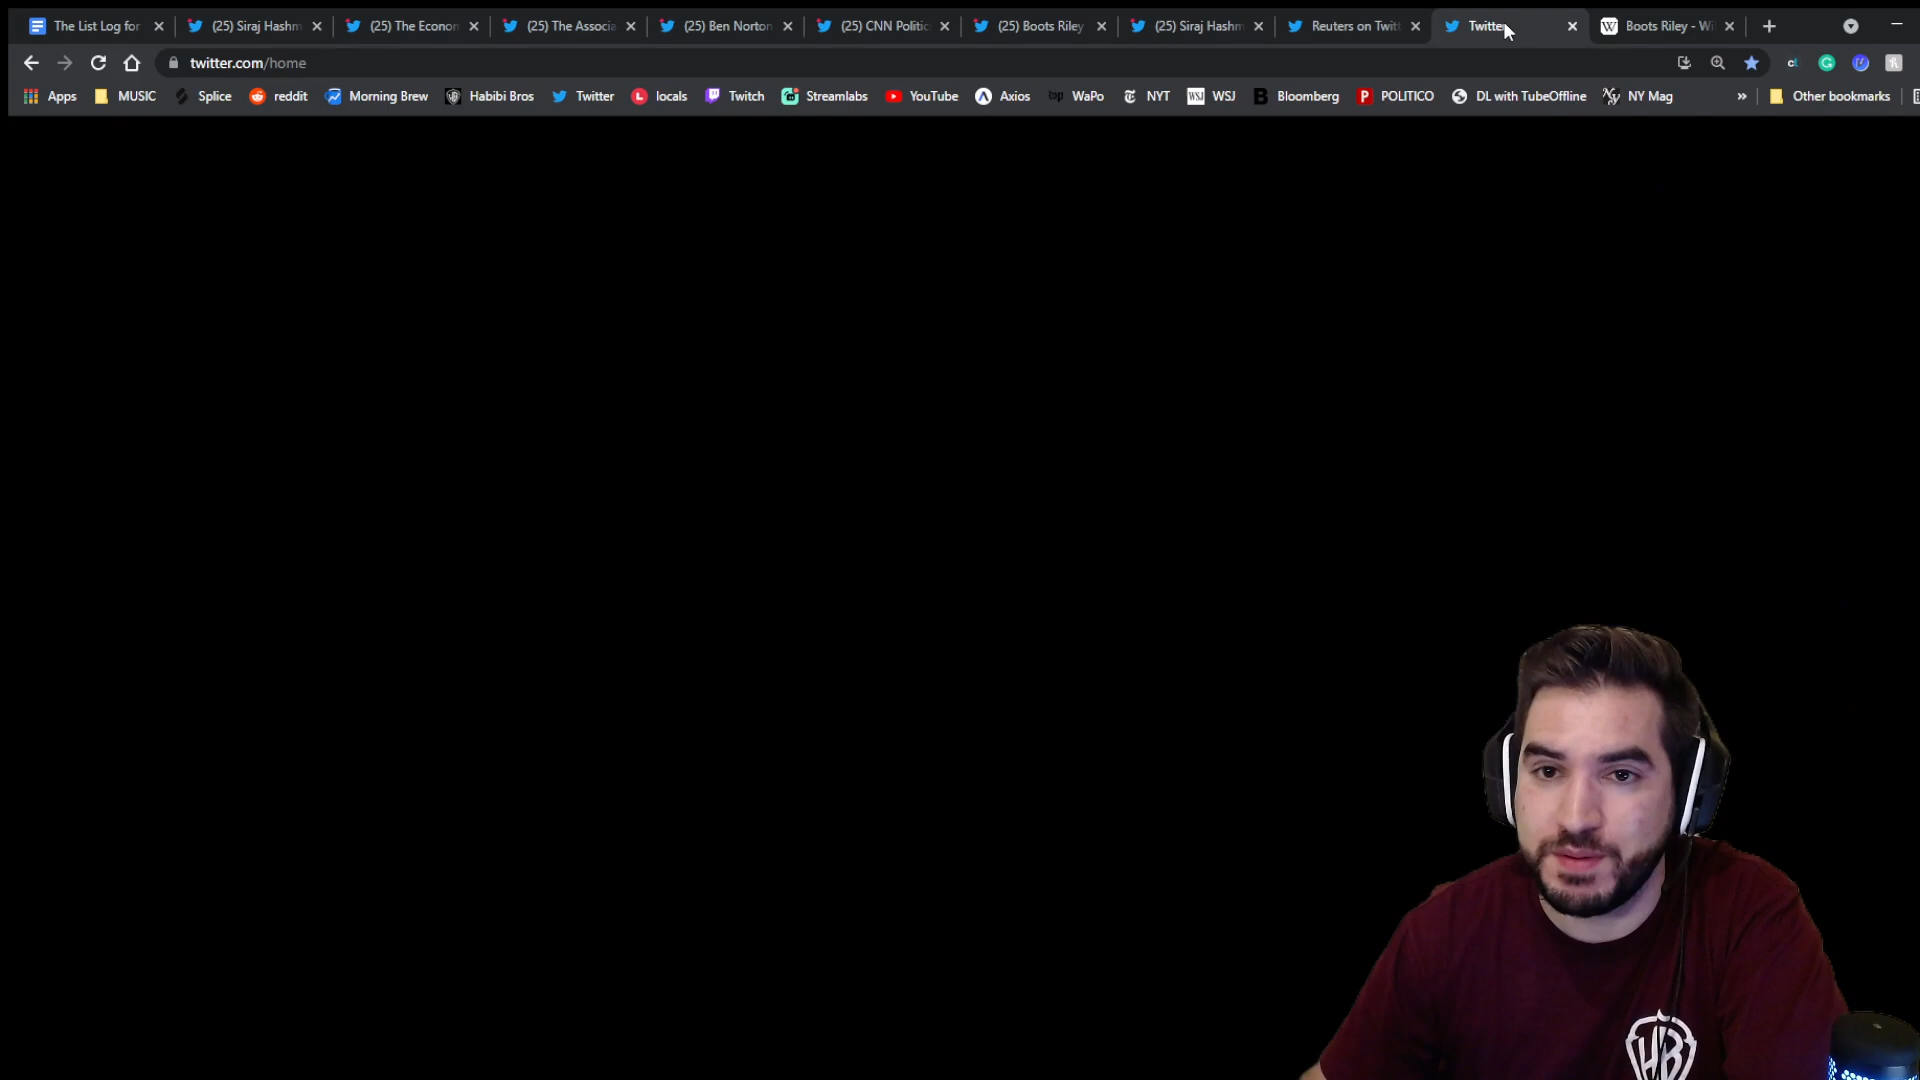 The List Log for
(25) Siraj Hashm
(25) The Econon
(25) The Associa
(25) Ben Norton
(25) CNN Politic
(25) Boots Riley
(25) Siraj Hashm
Reuters on Twitt
Twitter
Boots Riley - Wi
twitter.com/home
Apps MUSIC Splice reddit Morning Brew Habibi Bros Twitter locals Twitch Streamlabs YouTube Axios WaPo NYT WSJ Bloomberg POLITICO DL with TubeOffline NY Mag » Other bookmarks
HB